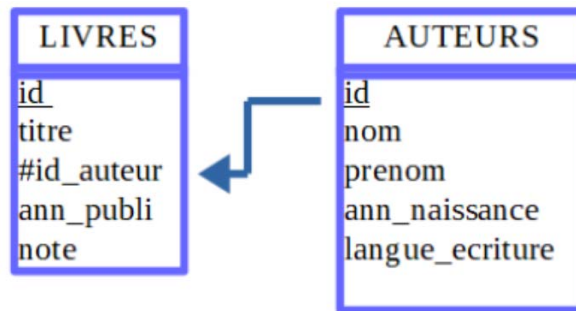 LIVRES
id
titre
#id_auteur
ann_publi
note
AUTEURS
id
nom
prenom
ann_naissance
langue_ecriture